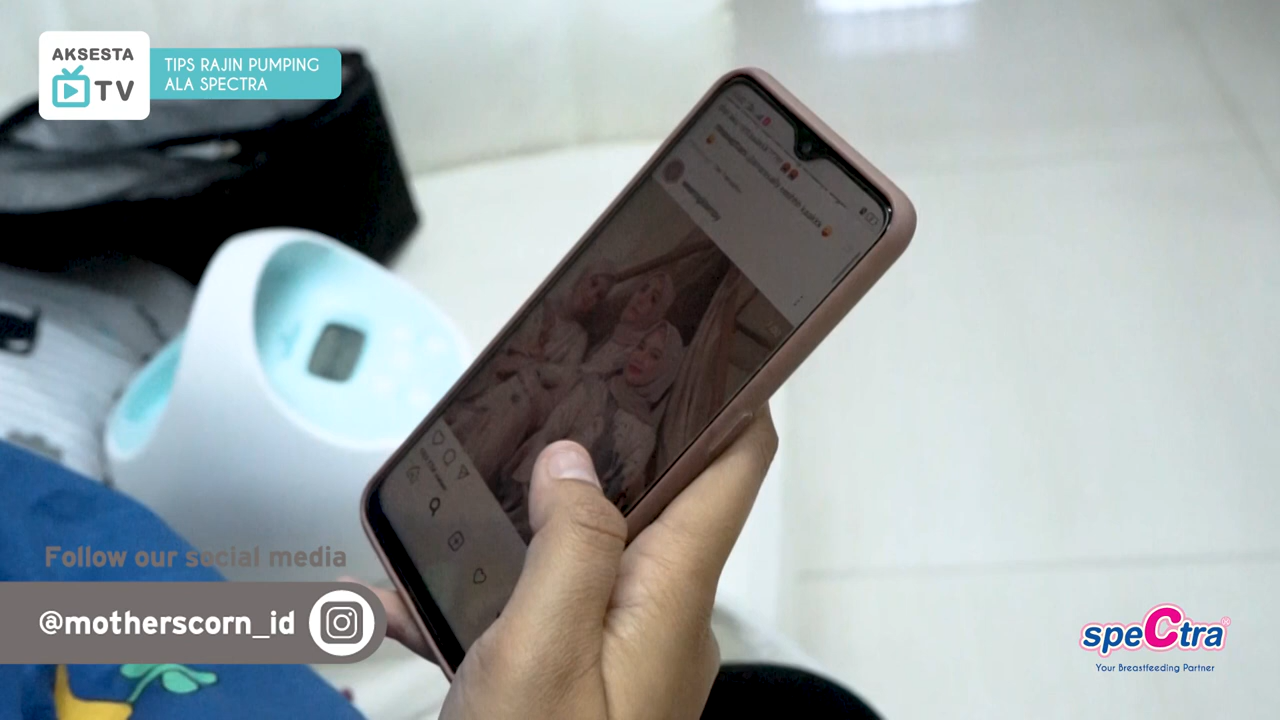 AKSESTA
TV
TIPS RAJIN PUMPING
ALA SPECTRA
Follow our social media
@motherscorn_id
speCtra®
Your Breastfeeding Partner